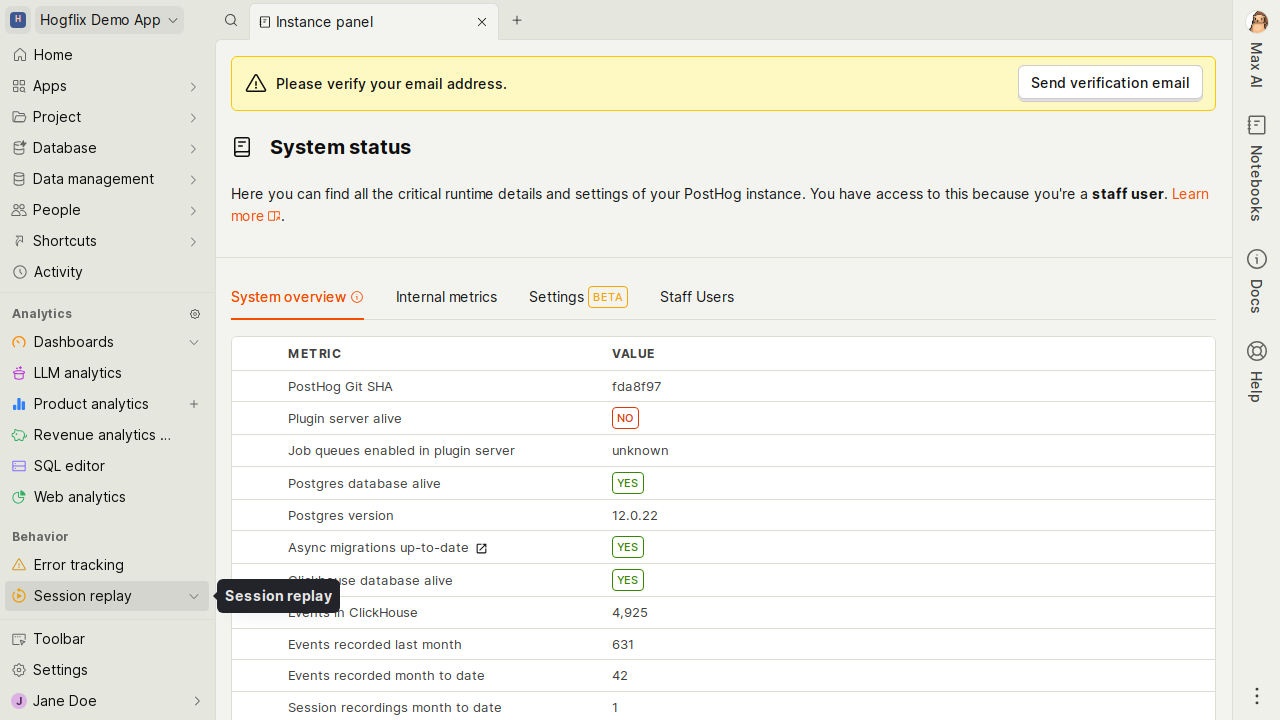 H Hogflix Demo App
Instance panel
Home
Apps
Project
Database
Data management
People
Shortcuts
Activity
Analytics
Dashboards
LLM analytics
Product analytics
Revenue analytics ...
SQL editor
Web analytics
Behavior
Error tracking
Session replay
Toolbar
Settings
J Jane Doe
Session replay
Please verify your email address.
Send verification email
System status
Here you can find all the critical runtime details and settings of your PostHog instance. You have access to this because you're a staff user. Learn
more.
System overview
Internal metrics
Settings BETA
Staff Users
METRIC VALUE
PostHog Git SHA fda8f97
Plugin server alive NO
Job queues enabled in plugin server unknown
Postgres database alive YES
Postgres version 12.0.22
Async migrations up-to-date YES
Clickhouse database alive YES
Events in ClickHouse 4,925
Events recorded last month 631
Events recorded month to date 42
Session recordings month to date 1
Max AI
Notebooks
Docs
Help